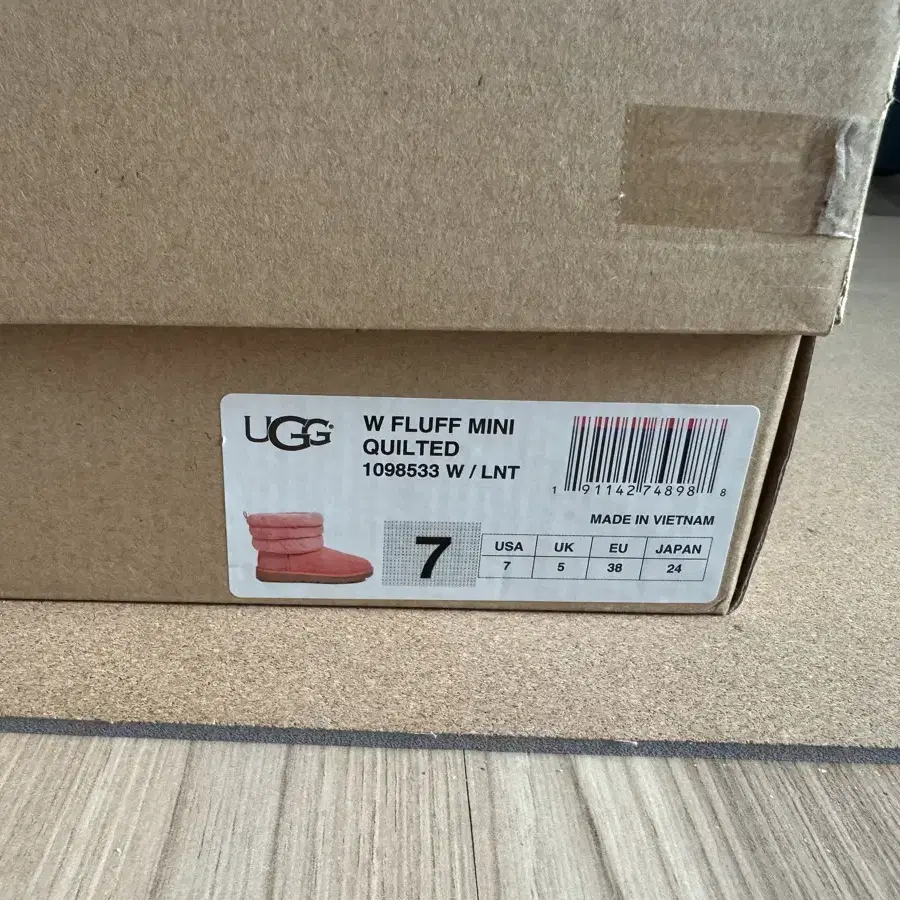 UGG
W FLUFF MINI
QUILTED
1098533 W / LNT
1 91142 74898 8
MADE IN VIETNAM
7
USA UK EU JAPAN
7 5 38 24